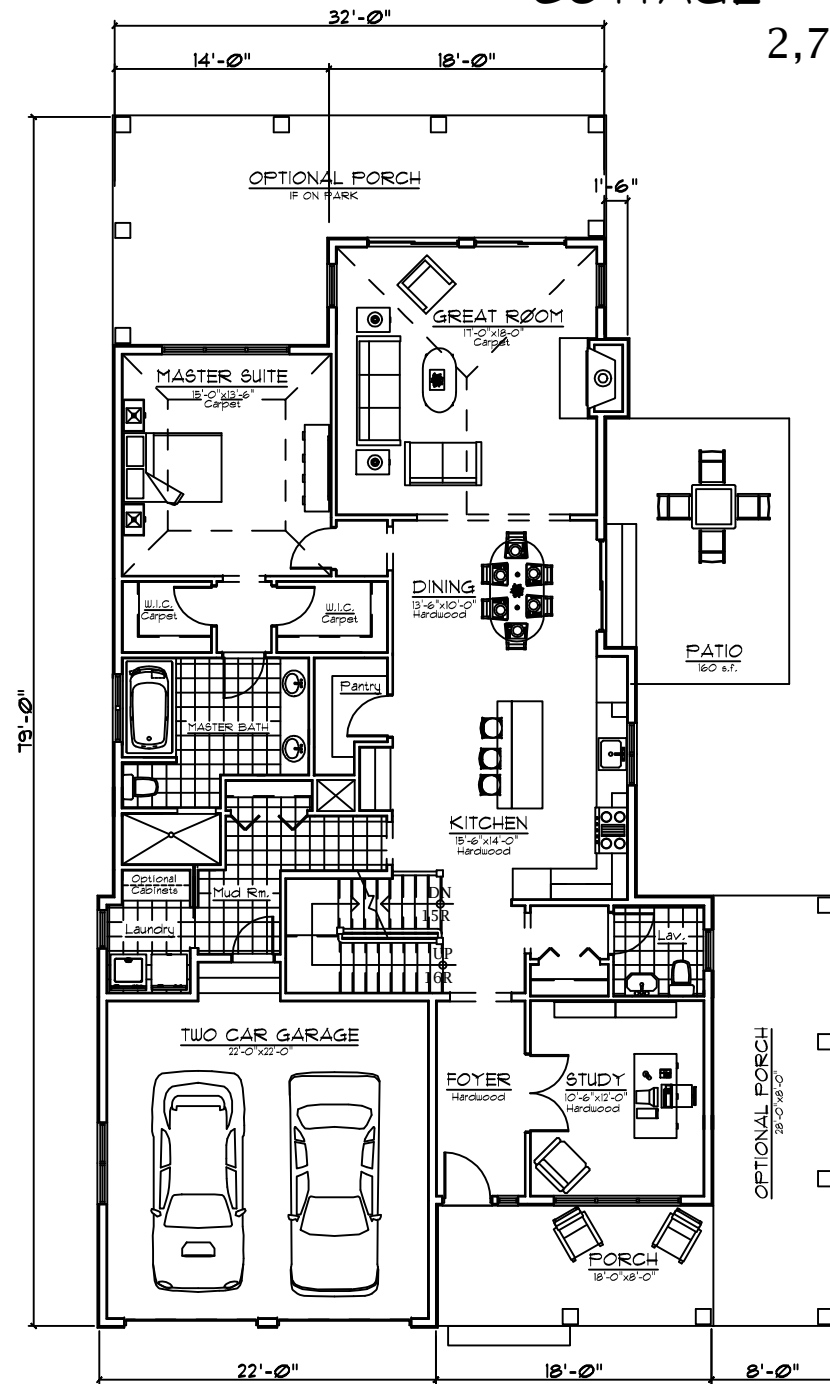 COTTAGE
2,7
32'-0"
14'-0"
18'-0"
OPTIONAL PORCH
IF ON PARK
1'-6"
GREAT ROOM
17'-0"x18-0"
Carpet
MASTER SUITE
15'-0"x13'-6"
Carpet
DINING
13'-6"x10'-0"
Hardwood
W.I.C.
Carpet
W.I.C.
Carpet
PATIO
160 s.f.
Pantry
79'-0"
MASTER BATH
KITCHEN
15'-6"x14'-0"
Hardwood
Optional
Cabinets
Mud Rm.
DN
15R
Laundry
Lav.
UP
16R
TWO CAR GARAGE
22'-0"x22'-0"
FOYER
Hardwood
STUDY
10'-6"x12'-0"
Hardwood
OPTIONAL PORCH
28'-0"x8'-0"
PORCH
18'-0"x8'-0"
22'-0"
18'-0"
8'-0"